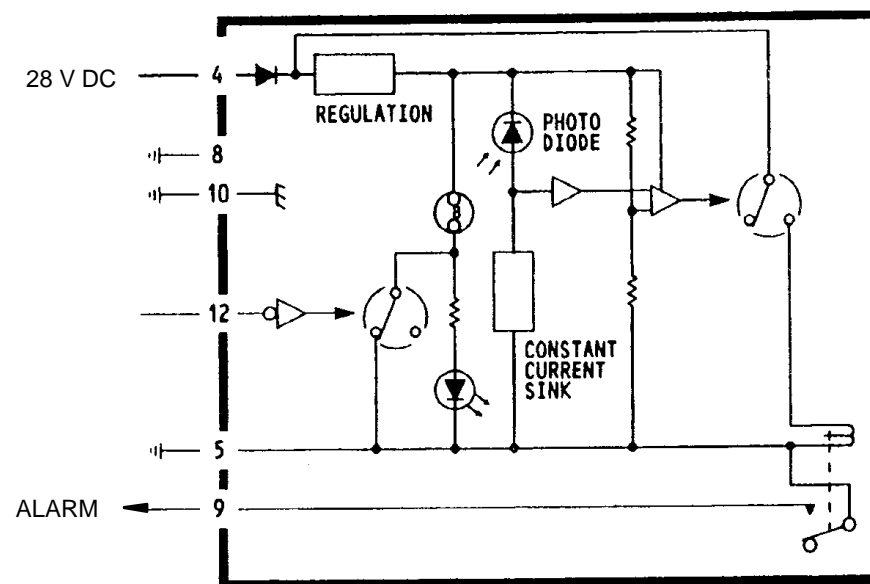 28 V DC
4
REGULATION
PHOTO
DIODE
8
10
12
CONSTANT
CURRENT
SINK
5
ALARM
9